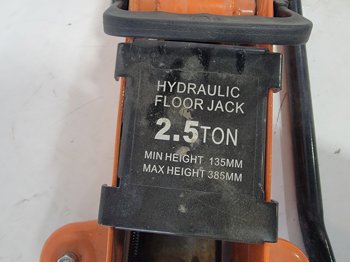 HYDRAULIC
FLOOR JACK
2.5TON
MIN HEIGHT 135MM
MAX HEIGHT 385MM